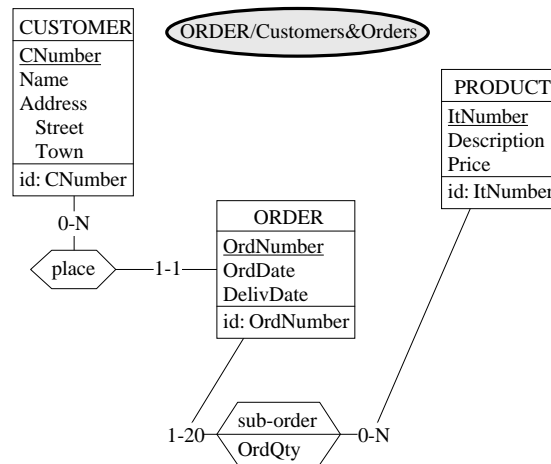 CUSTOMER
CNumber
Name
Address
Street
Town
id: CNumber
ORDER/Customers&Orders
PRODUCT
ItNumber
Description
Price
id: ItNumber
0-N
place
1-1
ORDER
OrdNumber
OrdDate
DelivDate
id: OrdNumber
1-20
sub-order
OrdQty
0-N